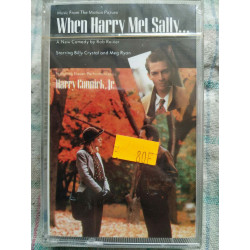 Music From The Motion Picture
When Harry Met Sally...
A New Comedy by Rob Reiner
Starring Billy Crystal and Meg Ryan
Harry Connick, Jr.
80F